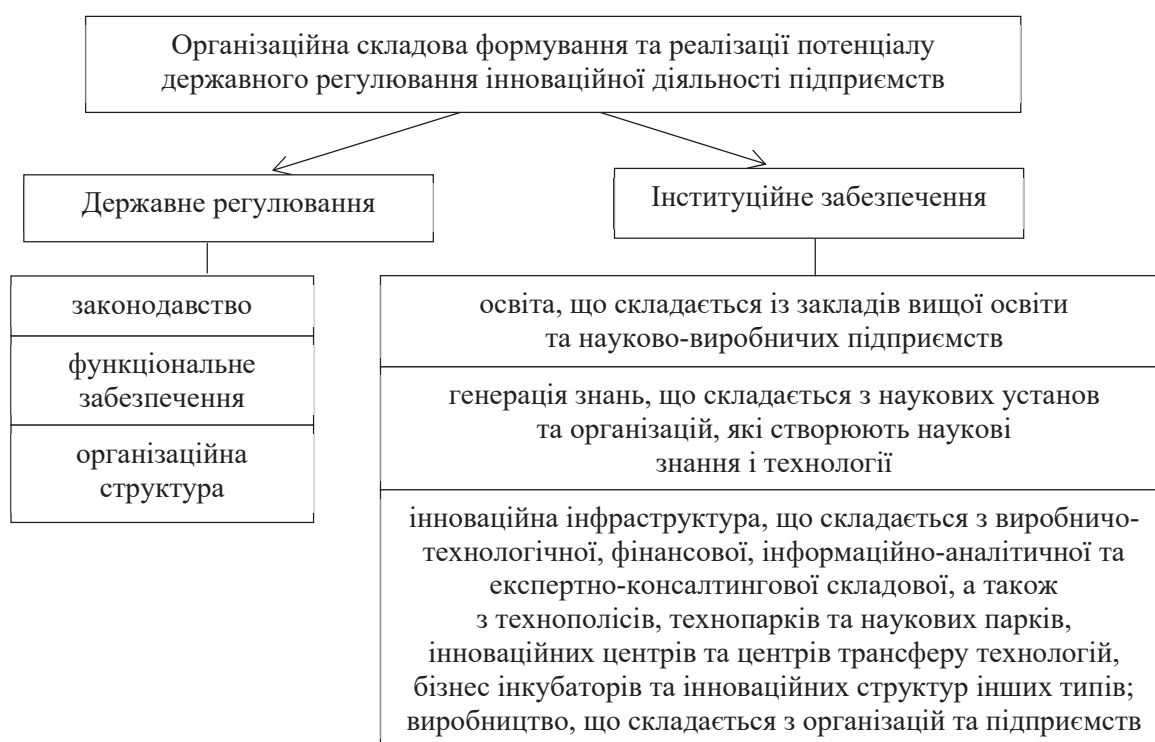 Організаційна складова формування та реалізації потенціалу
державного регулювання інноваційної діяльності підприємств
Державне регулювання
Інституційне забезпечення
законодавство
функціональне
забезпечення
організаційна
структура
освіта, що складається із закладів вищої освіти
та науково-виробничих підприємств
генерація знань, що складається з наукових установ
та організацій, які створюють наукові
знання і технології
інноваційна інфраструктура, що складається з виробничо-
технологічної, фінансової, інформаційно-аналітичної та
експертно-консалтингової складової, а також
з технополісів, технопарків та наукових парків,
інноваційних центрів та центрів трансферу технологій,
бізнес інкубаторів та інноваційних структур інших типів;
виробництво, що складається з організацій та підприємств